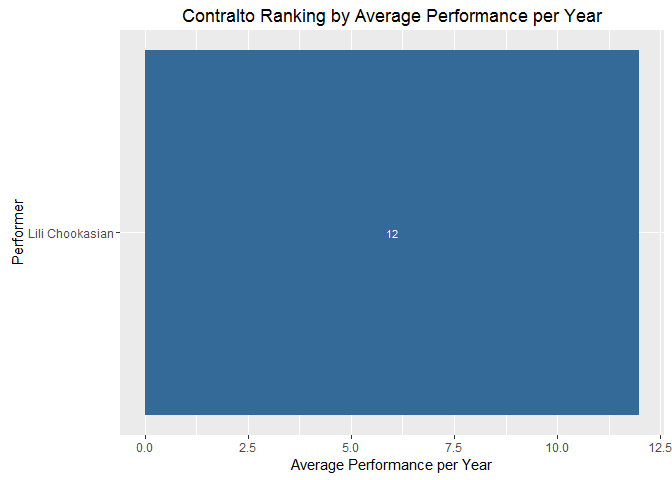 Contralto Ranking by Average Performance per Year
Performer
Lili Chookasian
12
0.0 2.5 5.0 7.5 10.0 12.5
Average Performance per Year